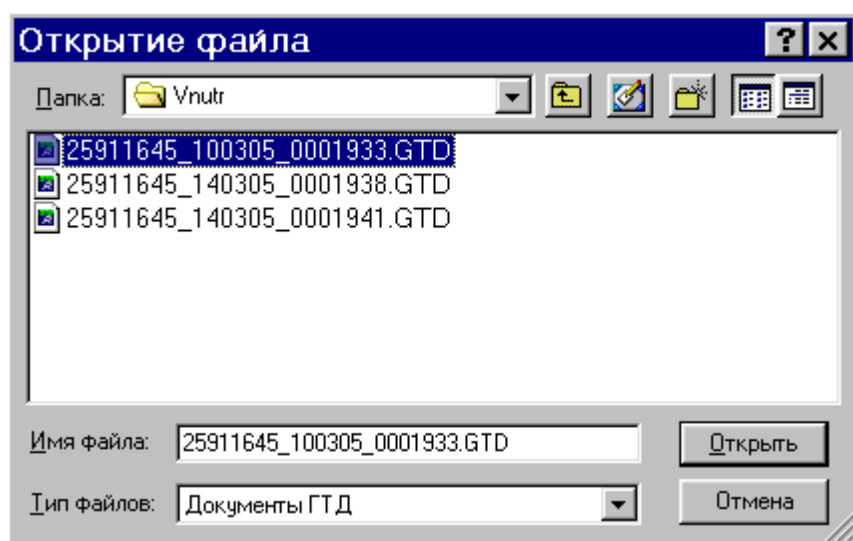 Открытие файла
Папка: Vnutr
25911645_100305_0001933.GTD
25911645_140305_0001938.GTD
25911645_140305_0001941.GTD
Имя файла: 25911645_100305_0001933.GTD Открыть
Тип файлов: Документы ГТД Отмена